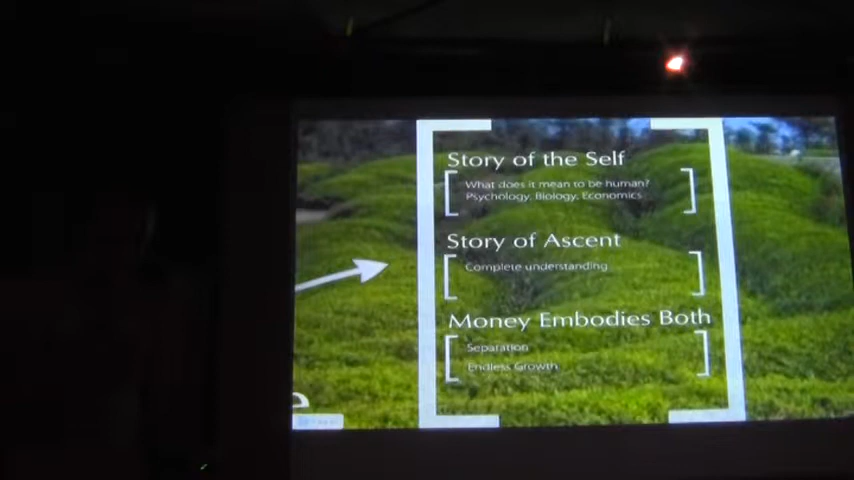 Story of the Self
What does it mean to be human?
Psychology, Biology, Economics
Story of Ascent
Complete understanding
Money Embodies Both
Separation
Endless Growth